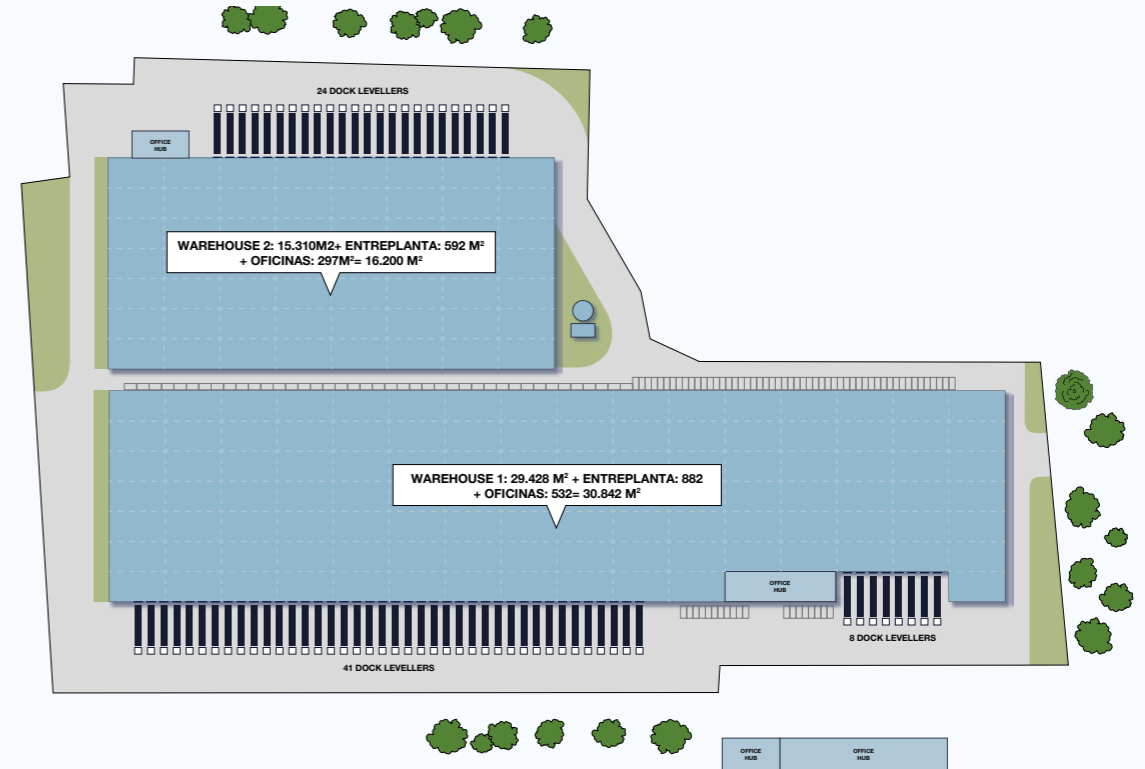 24 DOCK LEVELLERS
OFFICE
HUB
WAREHOUSE 2: 15.310M2+ ENTREPLANTA: 592 M²
+ OFICINAS: 297M²= 16.200 M²
WAREHOUSE 1: 29.428 M² + ENTREPLANTA: 882
+ OFICINAS: 532= 30.842 M²
OFFICE
HUB
8 DOCK LEVELLERS
41 DOCK LEVELLERS
OFFICE
HUB
OFFICE
HUB